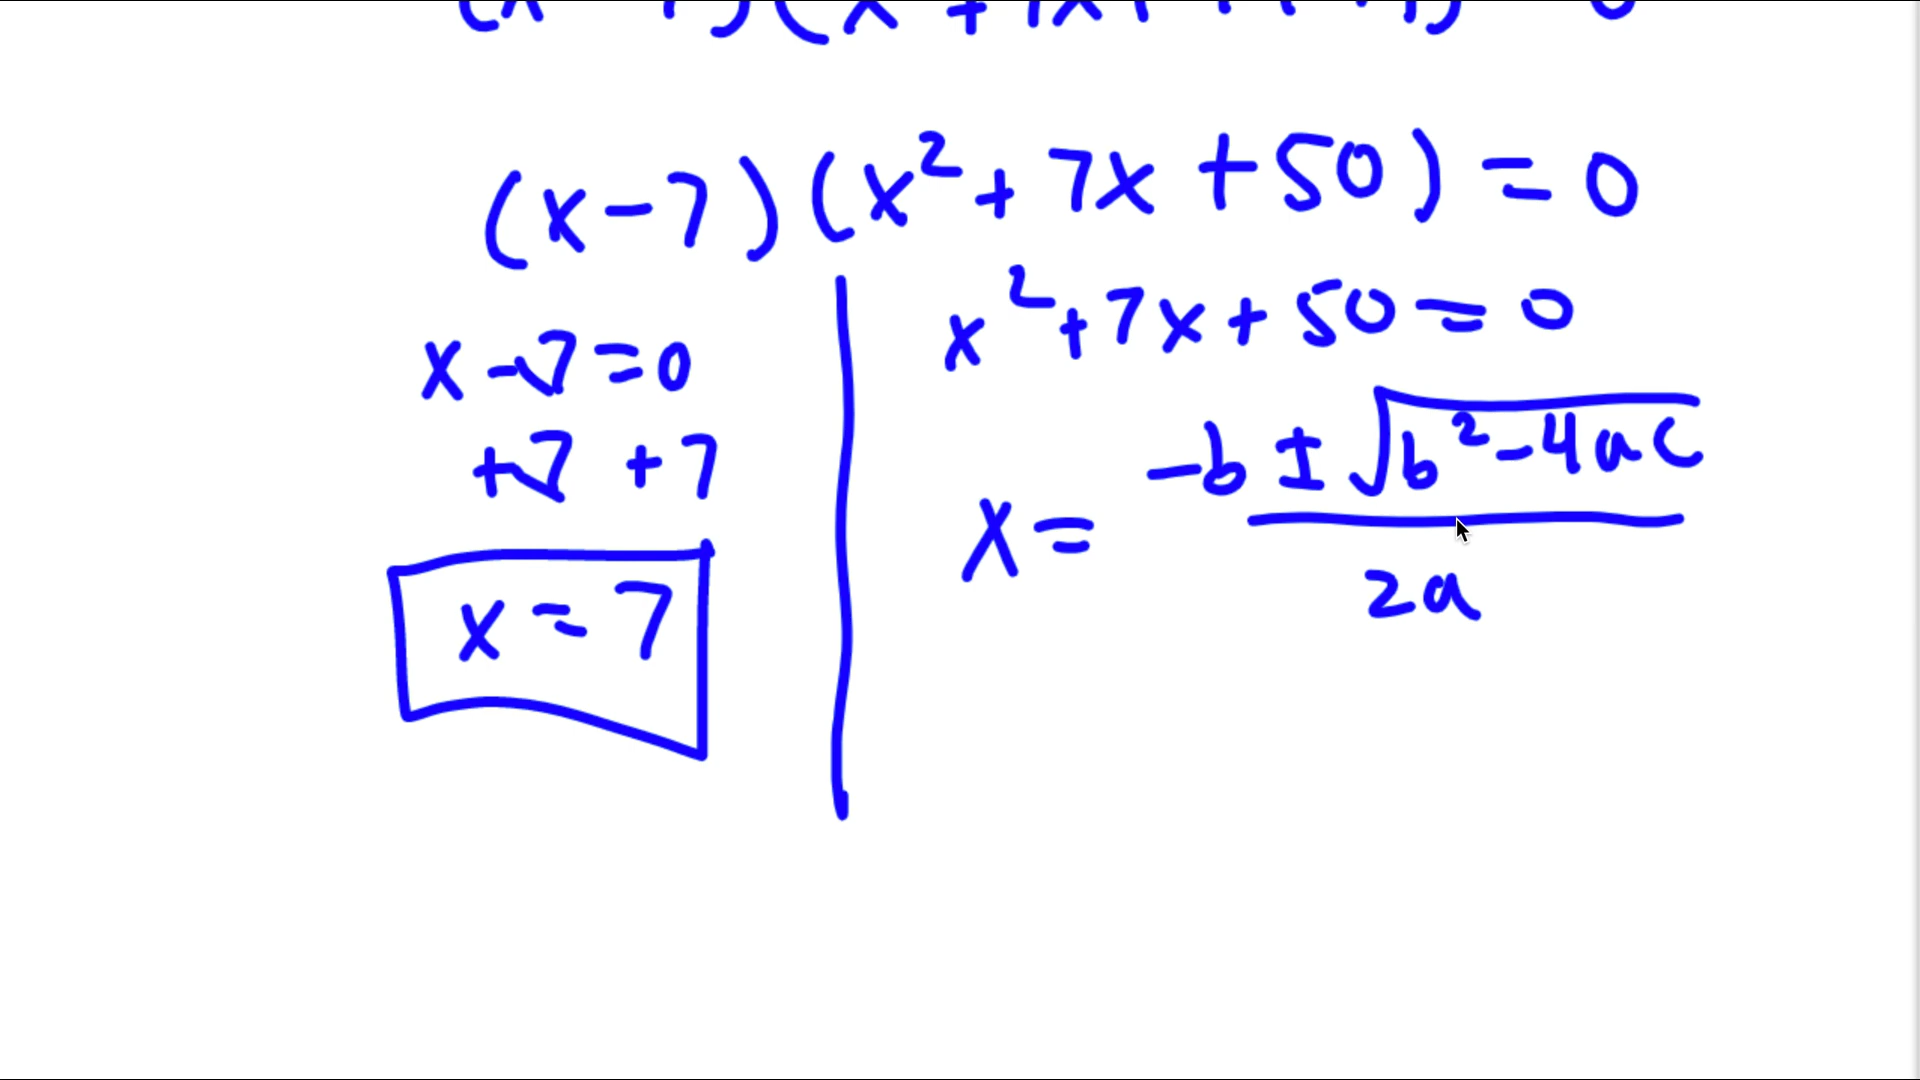 (x-7)(x²+7x+50)=0
x-7=0
+7 +7
x=7
x²+7x+50=0
x= -b±√b²-4ac
2a